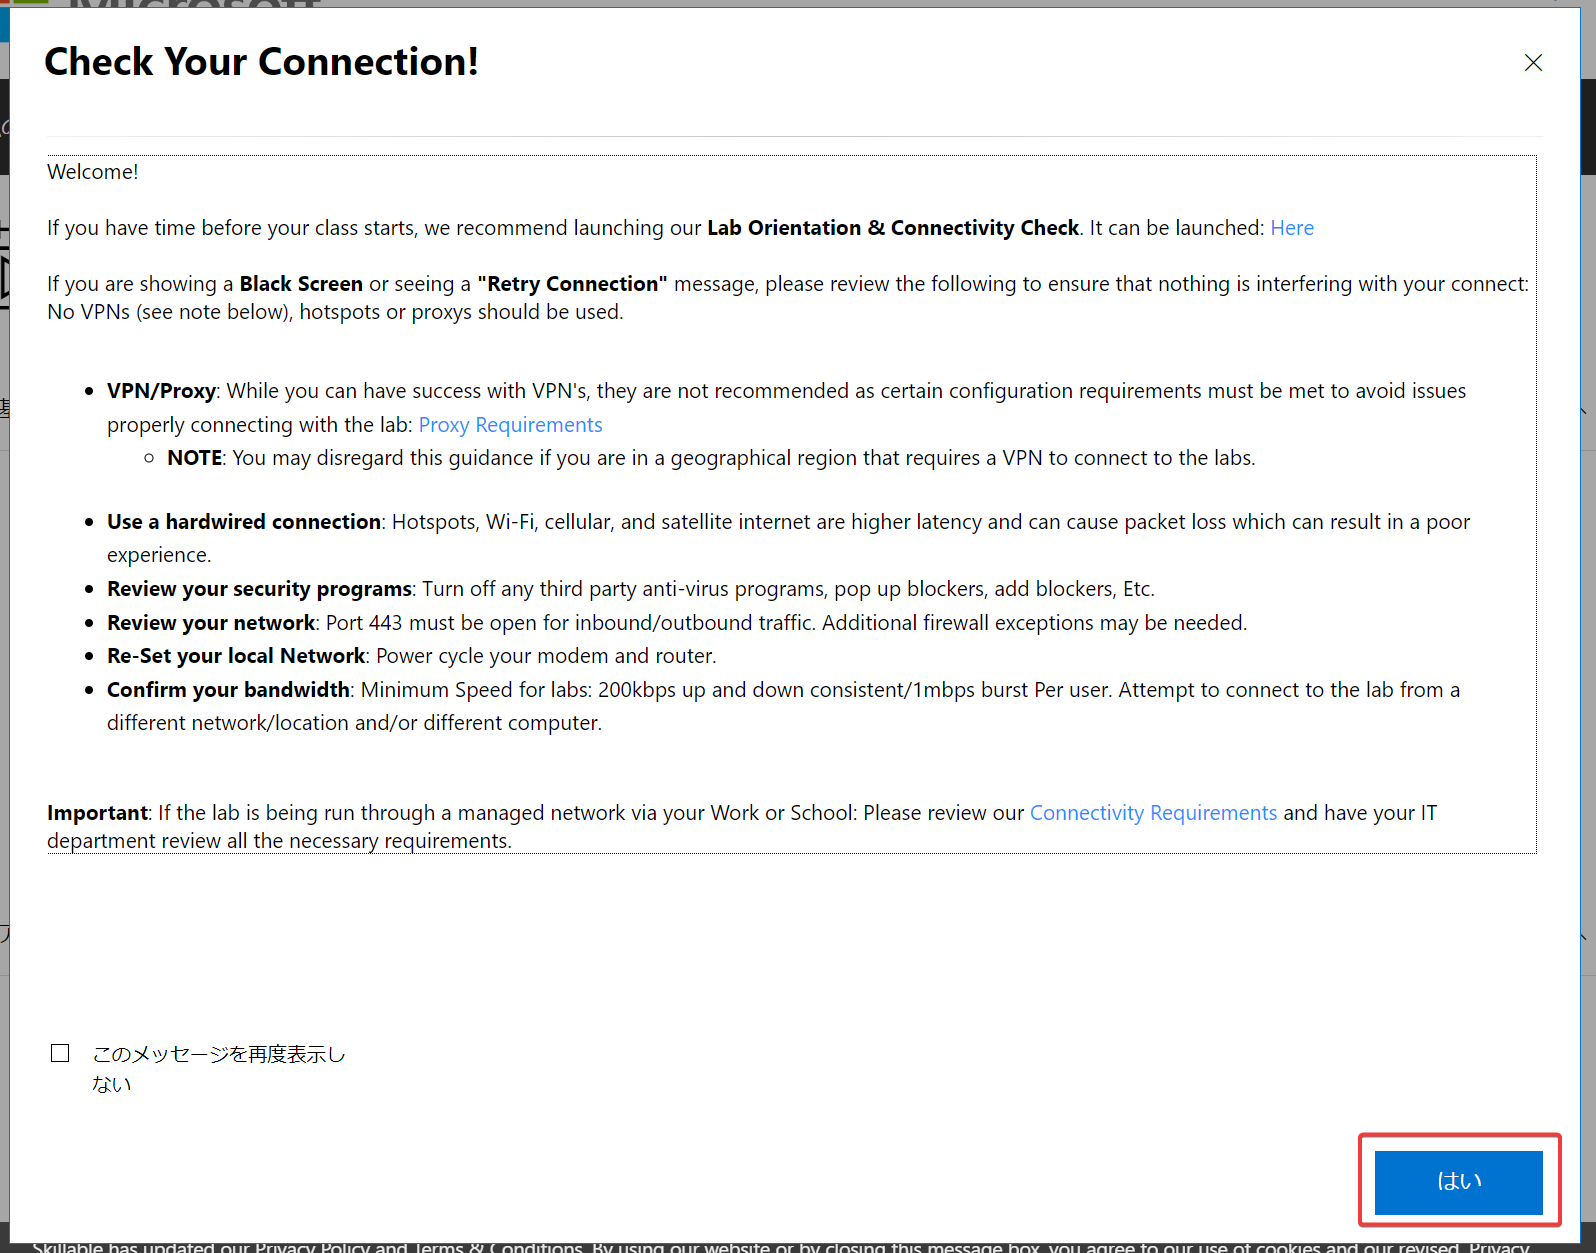 Microsoft
Check Your Connection!
Welcome!
If you have time before your class starts, we recommend launching our Lab Orientation & Connectivity Check. It can be launched: Here
If you are showing a Black Screen or seeing a "Retry Connection" message, please review the following to ensure that nothing is interfering with your connect:
No VPNs (see note below), hotspots or proxys should be used.
• VPN/Proxy: While you can have success with VPN's, they are not recommended as certain configuration requirements must be met to avoid issues
properly connecting with the lab: Proxy Requirements
○ NOTE: You may disregard this guidance if you are in a geographical region that requires a VPN to connect to the labs.
• Use a hardwired connection: Hotspots, Wi-Fi, cellular, and satellite internet are higher latency and can cause packet loss which can result in a poor
experience.
• Review your security programs: Turn off any third party anti-virus programs, pop up blockers, add blockers, Etc.
• Review your network: Port 443 must be open for inbound/outbound traffic. Additional firewall exceptions may be needed.
• Re-Set your local Network: Power cycle your modem and router.
• Confirm your bandwidth: Minimum Speed for labs: 200kbps up and down consistent/1mbps burst Per user. Attempt to connect to the lab from a
different network/location and/or different computer.
Important: If the lab is being run through a managed network via your Work or School: Please review our Connectivity Requirements and have your IT
department review all the necessary requirements.
このメッセージを再度表示し
ない
はい
Skillable has updated our Privacy Policy and Terms & Conditions. By using our website or by closing this message box, you agree to our use of cookies and our revised Privacy